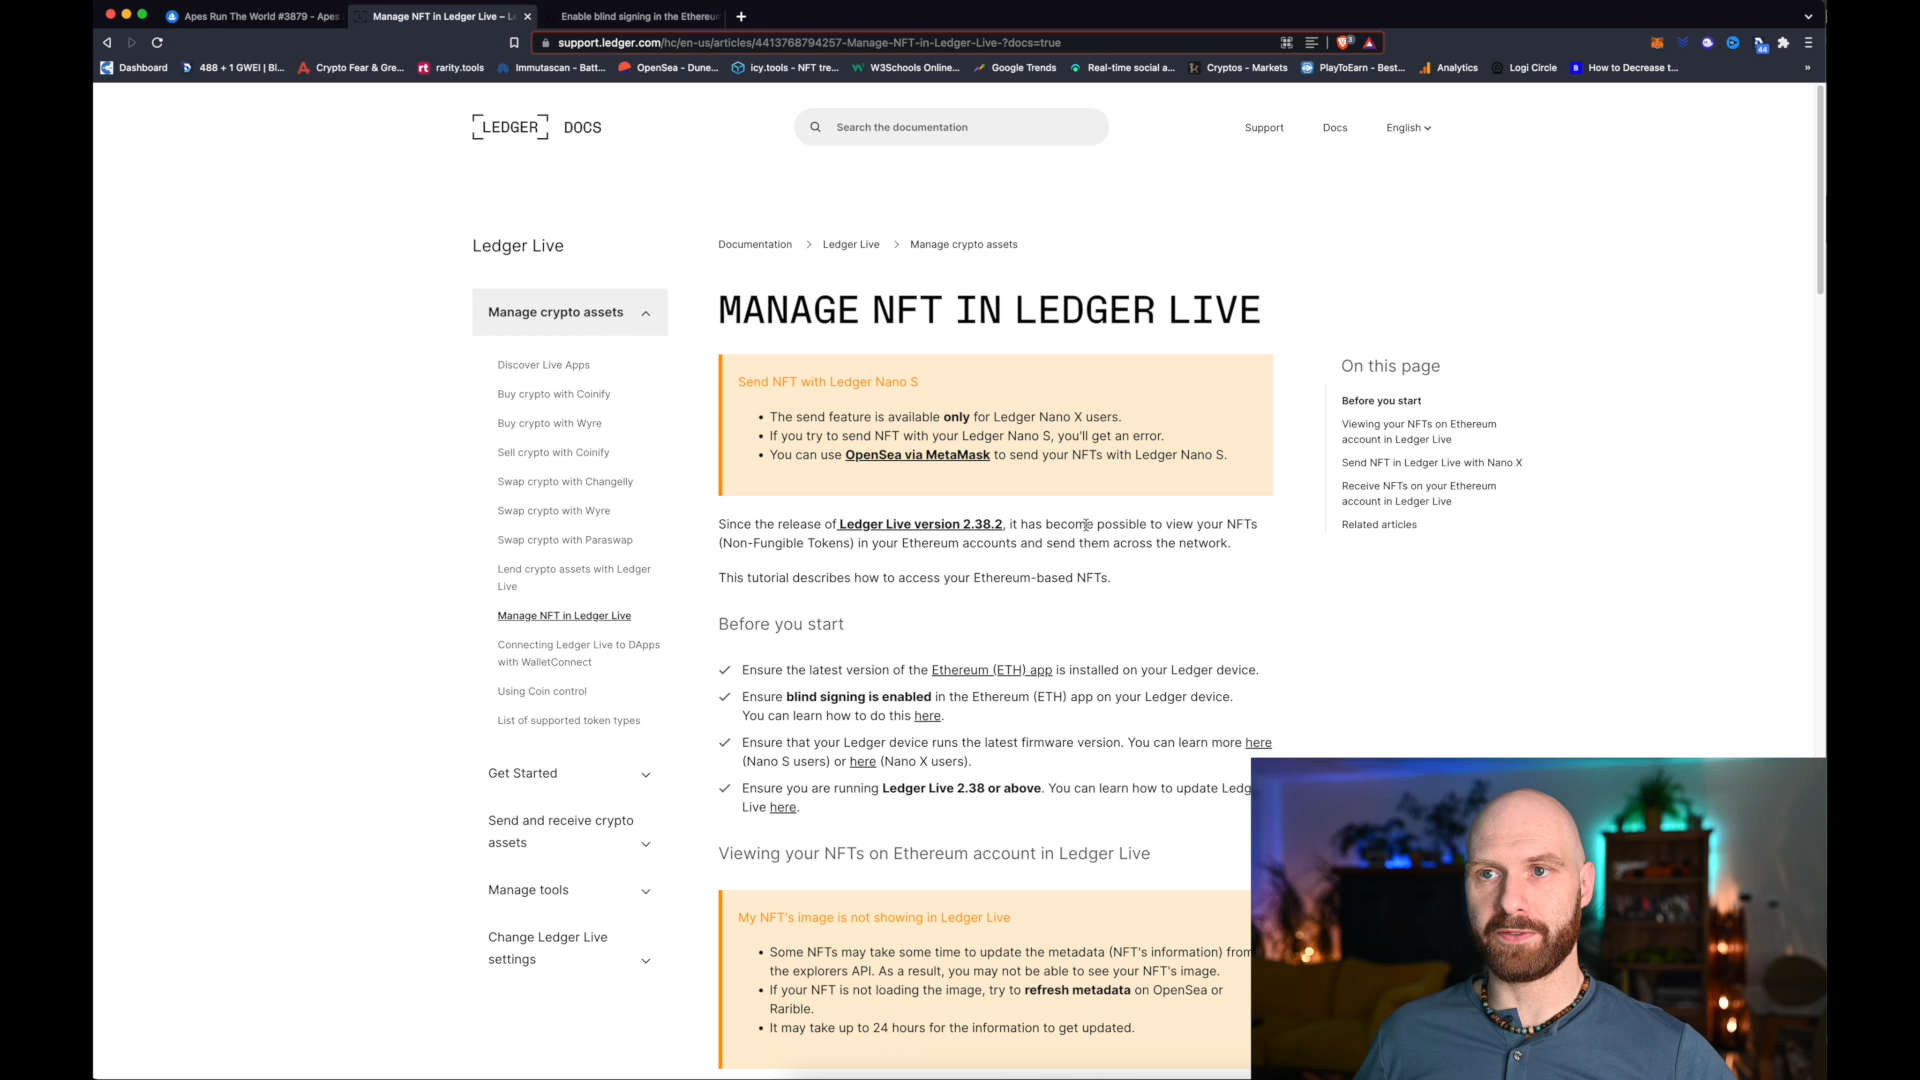 Apes Run The World #3879 - Apes
Manage NFT in Ledger Live – L
Enable blind signing in the Ethereu
support.ledger.com/hc/en-us/articles/4413768794257-Manage-NFT-in-Ledger-Live-?docs=true
Dashboard
488 + 1 GWEI | Bl...
Crypto Fear & Gre...
rarity.tools
Immutascan - Batt...
OpenSea - Dune...
icy.tools - NFT tre...
W3Schools Online...
Google Trends
Real-time social a...
Cryptos - Markets
PlayToEarn - Best...
Analytics
Logi Circle
How to Decrease t...
LEDGER DOCS
Search the documentation
Support
Docs
English
Ledger Live
Documentation > Ledger Live > Manage crypto assets
Manage crypto assets
Discover Live Apps
Buy crypto with Coinify
Buy crypto with Wyre
Sell crypto with Coinify
Swap crypto with Changelly
Swap crypto with Wyre
Swap crypto with Paraswap
Lend crypto assets with Ledger
Live
Manage NFT in Ledger Live
Connecting Ledger Live to DApps
with WalletConnect
Using Coin control
List of supported token types
Get Started
Send and receive crypto
assets
Manage tools
Change Ledger Live
settings
MANAGE NFT IN LEDGER LIVE
Send NFT with Ledger Nano S
• The send feature is available only for Ledger Nano X users.
• If you try to send NFT with your Ledger Nano S, you'll get an error.
• You can use OpenSea via MetaMask to send your NFTs with Ledger Nano S.
Since the release of Ledger Live version 2.38.2, it has become possible to view your NFTs
(Non-Fungible Tokens) in your Ethereum accounts and send them across the network.
This tutorial describes how to access your Ethereum-based NFTs.
Before you start
Ensure the latest version of the Ethereum (ETH) app is installed on your Ledger device.
Ensure blind signing is enabled in the Ethereum (ETH) app on your Ledger device.
You can learn how to do this here.
Ensure that your Ledger device runs the latest firmware version. You can learn more here
(Nano S users) or here (Nano X users).
Ensure you are running Ledger Live 2.38 or above. You can learn how to update Ledg
Live here.
Viewing your NFTs on Ethereum account in Ledger Live
My NFT's image is not showing in Ledger Live
• Some NFTs may take some time to update the metadata (NFT's information) from
the explorers API. As a result, you may not be able to see your NFT's image.
• If your NFT is not loading the image, try to refresh metadata on OpenSea or
Rarible.
• It may take up to 24 hours for the information to get updated.
On this page
Before you start
Viewing your NFTs on Ethereum
account in Ledger Live
Send NFT in Ledger Live with Nano X
Receive NFTs on your Ethereum
account in Ledger Live
Related articles